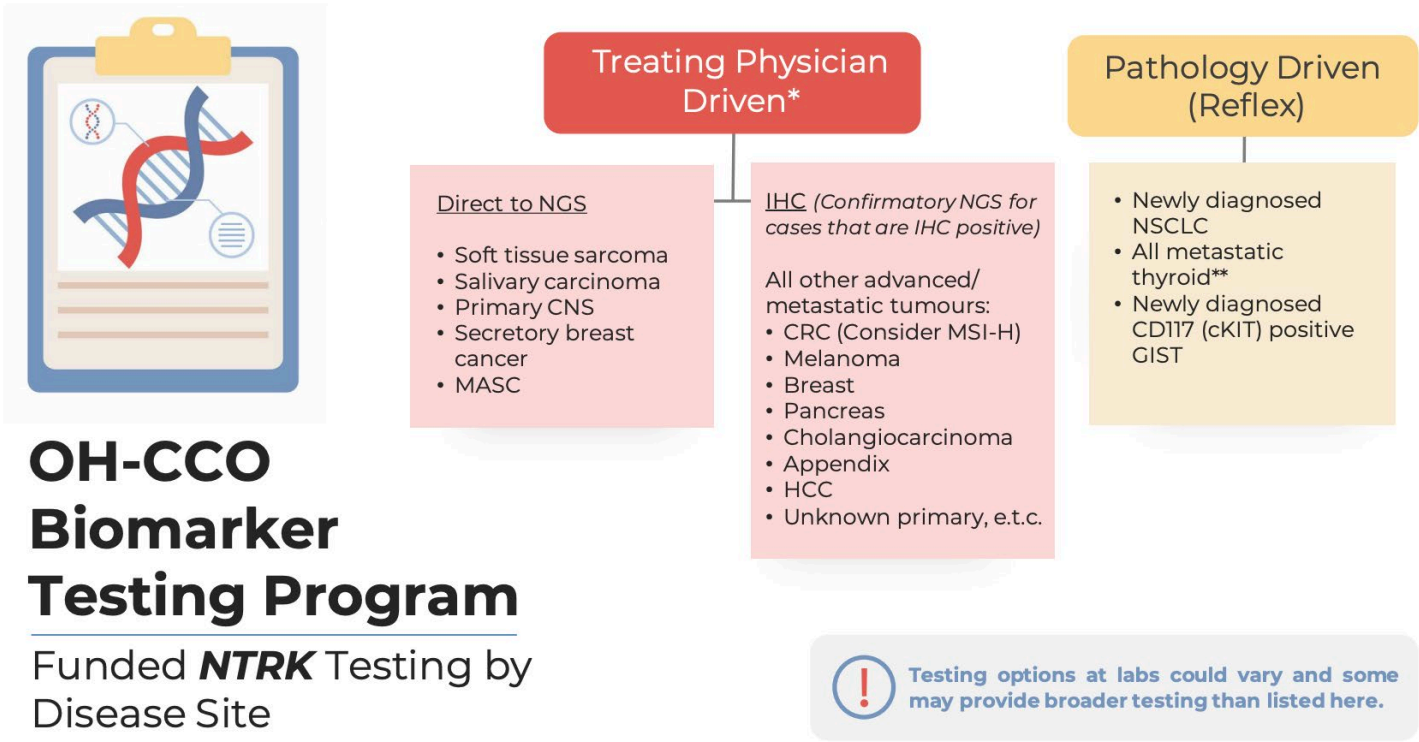 OH-CCO
Biomarker
Testing Program
Funded NTRK Testing by
Disease Site
Treating Physician
Driven*
Direct to NGS
• Soft tissue sarcoma
• Salivary carcinoma
• Primary CNS
• Secretory breast
cancer
• MASC
IHC (Confirmatory NGS for
cases that are IHC positive)
All other advanced/
metastatic tumours:
• CRC (Consider MSI-H)
• Melanoma
• Breast
• Pancreas
• Cholangiocarcinoma
• Appendix
• HCC
• Unknown primary, e.t.c.
Pathology Driven
(Reflex)
• Newly diagnosed
NSCLC
• All metastatic
thyroid**
• Newly diagnosed
CD117 (cKIT) positive
GIST
Testing options at labs could vary and some
may provide broader testing than listed here.